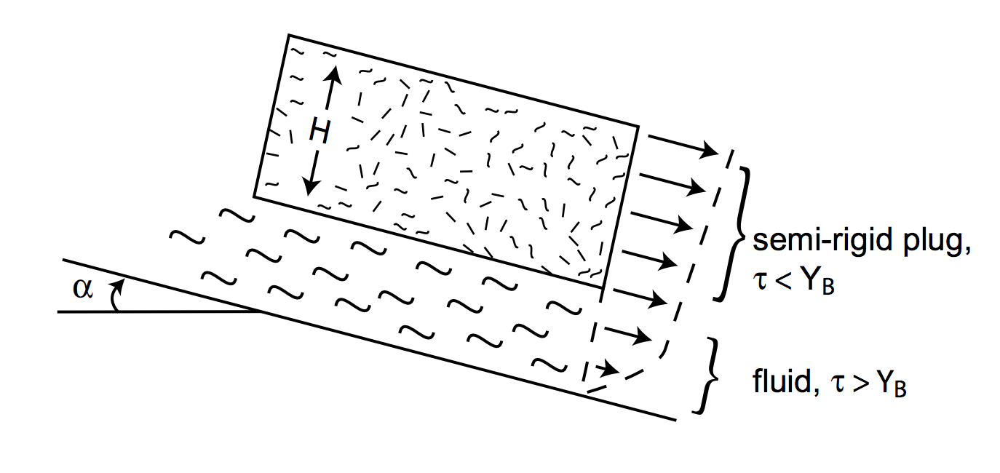 H
α
semi-rigid plug,
τ < Y_B
fluid, τ > Y_B